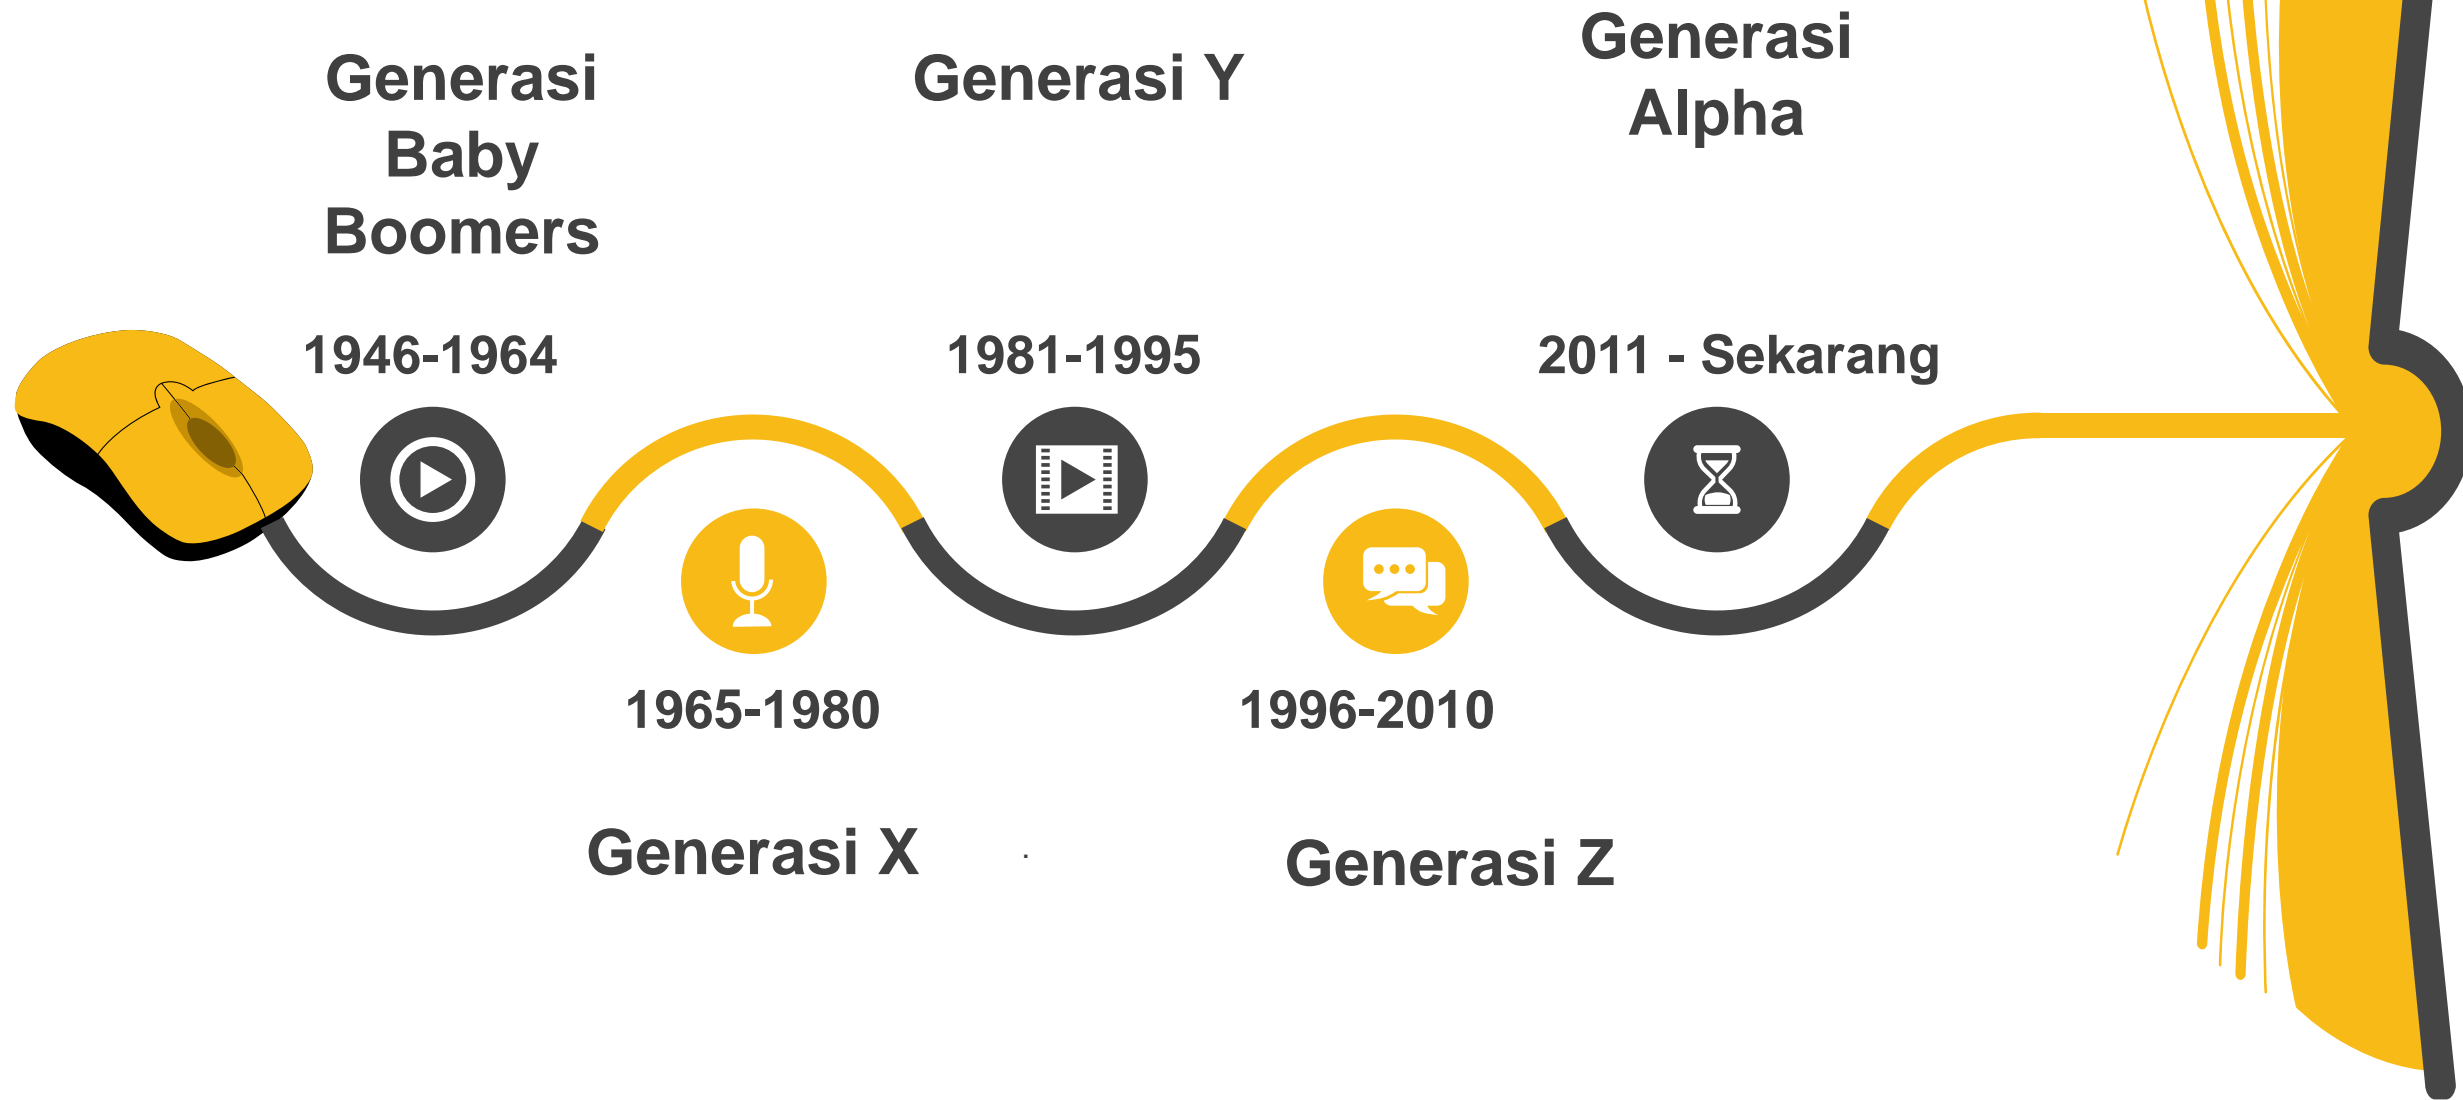 Generasi
Baby
Boomers
1946-1964
1965-1980
Generasi X
.
Generasi Y
1981-1995
1996-2010
Generasi Z
Generasi
Alpha
2011 - Sekarang